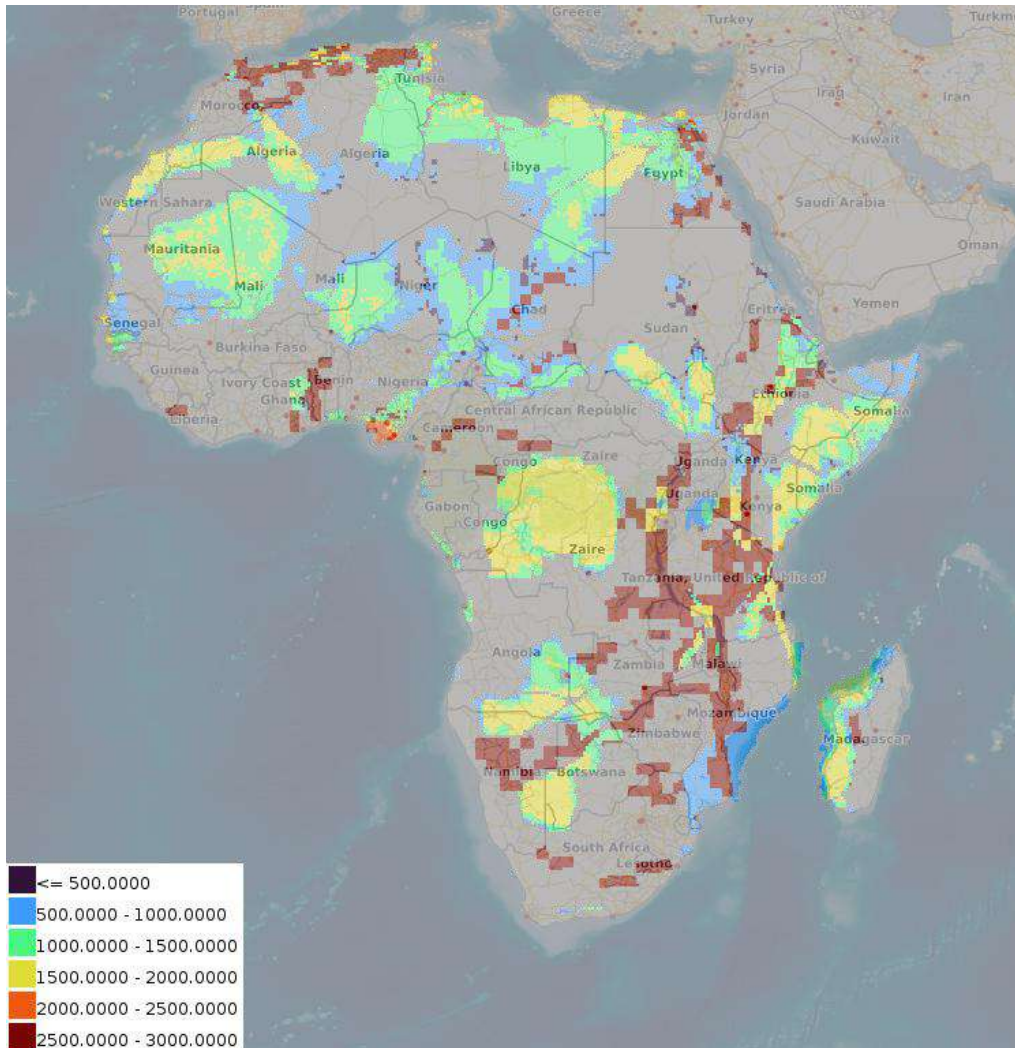 Portugal
Greece
Turkey
Turkm
Syria
Iraq
Iran
Tunisia
Morocco
Jordan
Kuwait
Algeria
Algeria
Libya
Egypt
Western Sahara
Saudi Arabia
Mauritania
Oman
Mali
Mali
Niger
Chad
Yemen
Eritrea
Senegal
Sudan
Burkina Faso
Guinea
Ivory Coast
Benin
Nigeria
Ghana
Liberia
Ethiopia
Somalia
Central African Republic
Cameroon
Congo
Zaire
Uganda
Kenya
Somalia
Uganda
Gabon
Congo
Kenya
Zaire
Tanzania, United Republic of
Angola
Zambia
Malawi
Mozambique
Zimbabwe
Madagascar
Namibia
Botswana
South Africa
Lesotho
<= 500.0000
500.0000 - 1000.0000
1000.0000 - 1500.0000
1500.0000 - 2000.0000
2000.0000 - 2500.0000
2500.0000 - 3000.0000